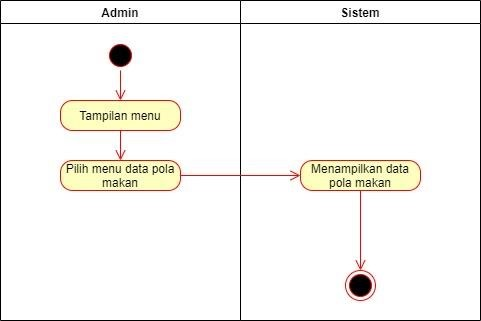 Admin
Sistem
Tampilan menu
Pilih menu data pola
makan
Menampilkan data
pola makan